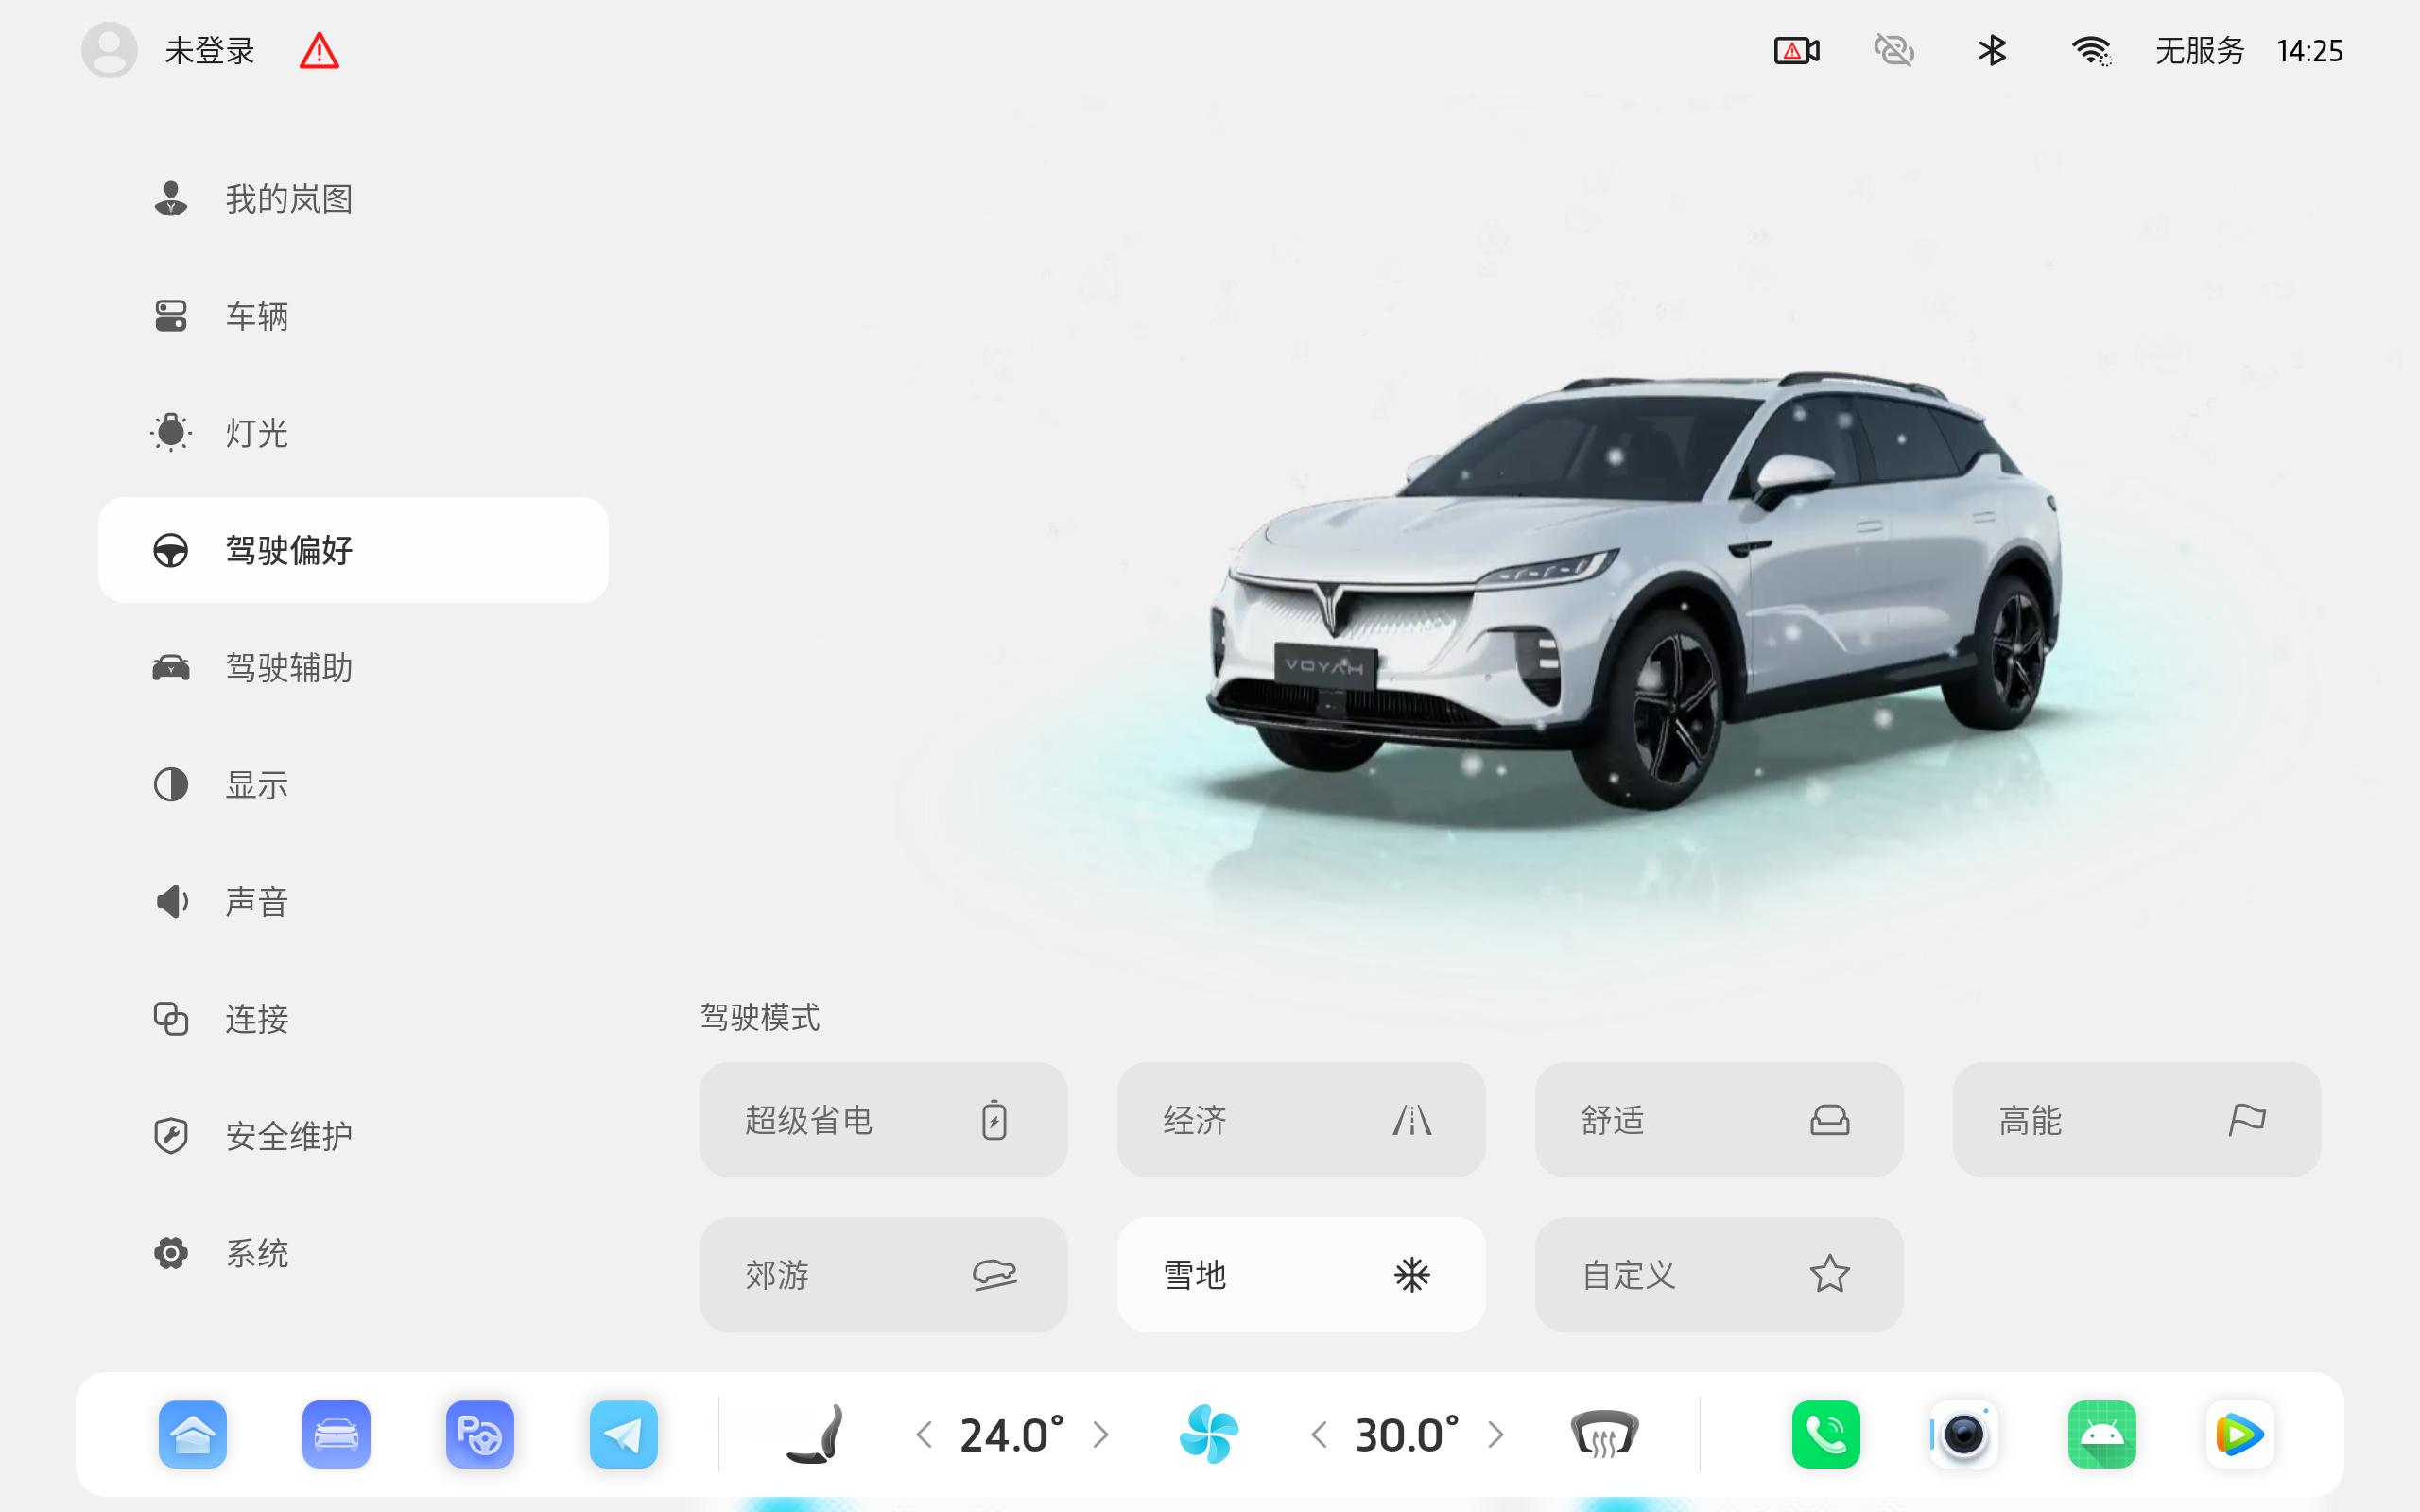 未登录
无服务 14:25
我的岚图
车辆
灯光
驾驶偏好
驾驶辅助
显示
声音
连接
安全维护
系统
VOYAH
驾驶模式
超级省电 经济 舒适 高能
郊游 雪地 自定义
P
24.0° 30.0°